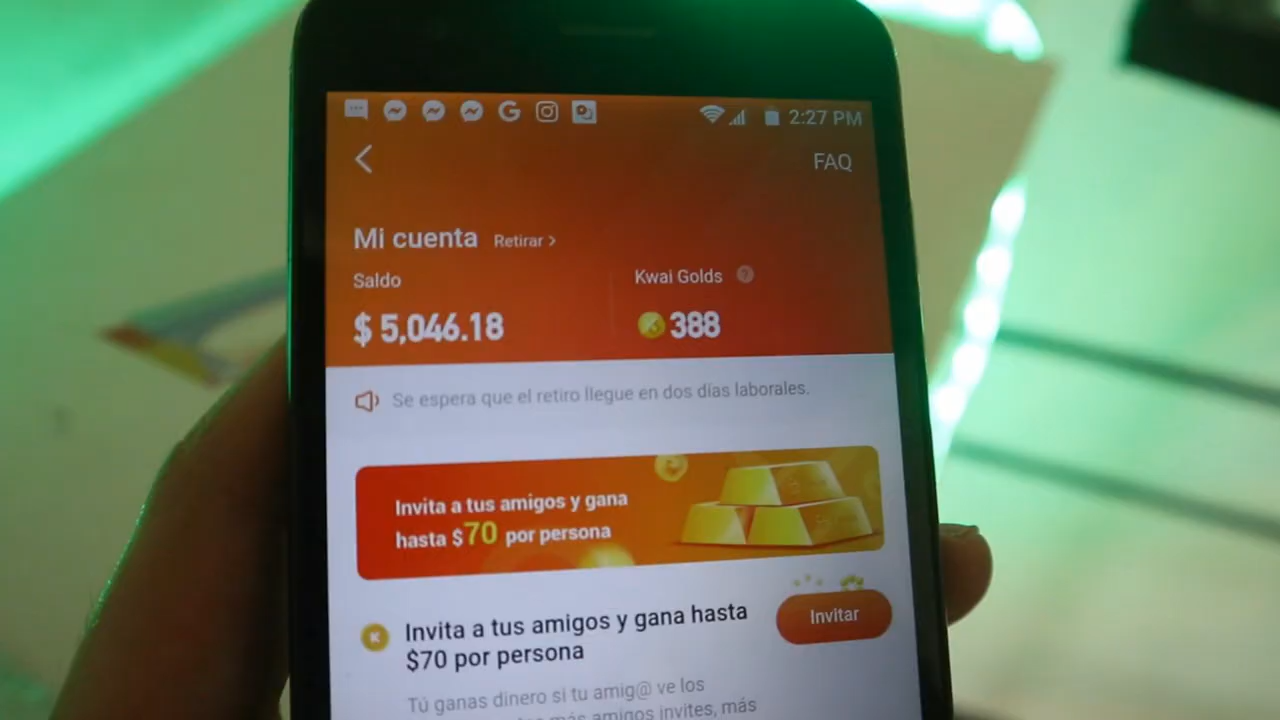 2:27 PM
FAQ
Mi cuenta Retirar >
Saldo
Kwai Golds ?
$ 5,046.18
388
Se espera que el retiro llegue en dos días laborales.
Invita a tus amigos y gana
hasta $70 por persona
Invita a tus amigos y gana hasta
$70 por persona
Invitar
Tú ganas dinero si tu amig@ ve los
más amigos invites, más